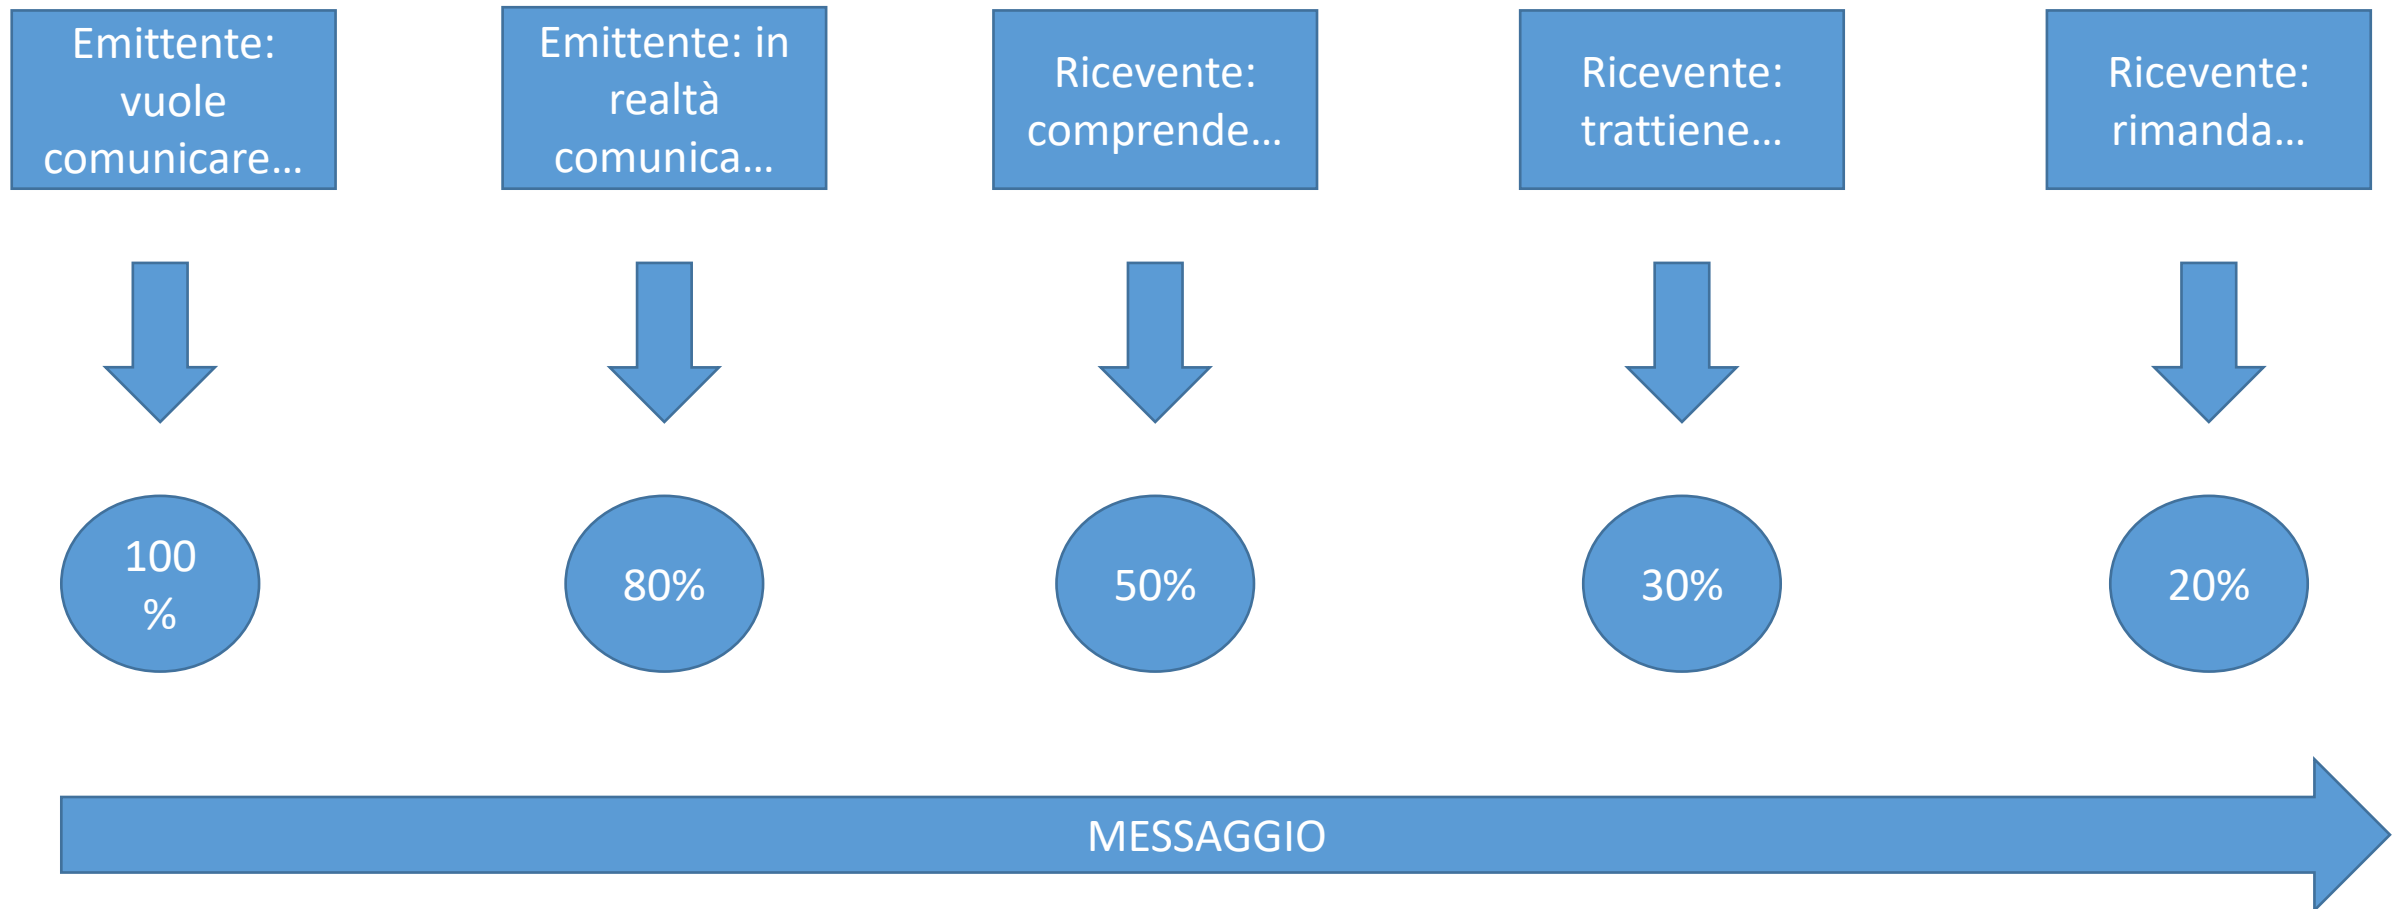 Emittente:
vuole
comunicare…
Emittente: in
realtà
comunica…
Ricevente:
comprende…
Ricevente:
trattiene…
Ricevente:
rimanda…
100
%
80%
50%
30%
20%
MESSAGGIO